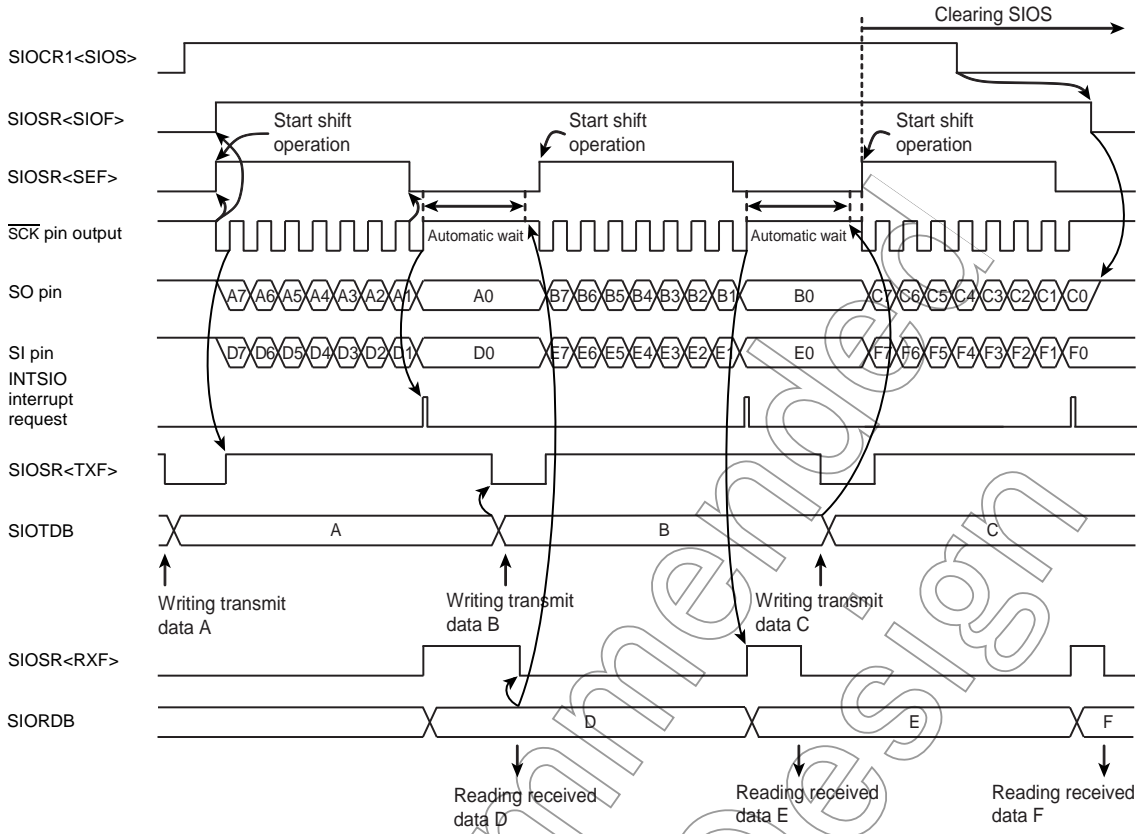 Clearing SIOS
SIOCR1<SIOS>
SIOSR<SIOF>
Start shift
operation
Start shift
operation
Start shift
operation
SIOSR<SEF>
SCK pin output
Automatic wait
Automatic wait
SO pin
A7 A6 A5 A4 A3 A2 A1 A0 B7 B6 B5 B4 B3 B2 B1 B0 C7 C6 C5 C4 C3 C2 C1 C0
SI pin
D7 D6 D5 D4 D3 D2 D1 D0 E7 E6 E5 E4 E3 E2 E1 E0 F7 F6 F5 F4 F3 F2 F1 F0
INTSIO
interrupt
request
SIOSR<TXF>
SIOTDB
A B C
Writing transmit
data A
Writing transmit
data B
Writing transmit
data C
SIOSR<RXF>
SIORDB
D E F
Reading received
data D
Reading received
data E
Reading received
data F